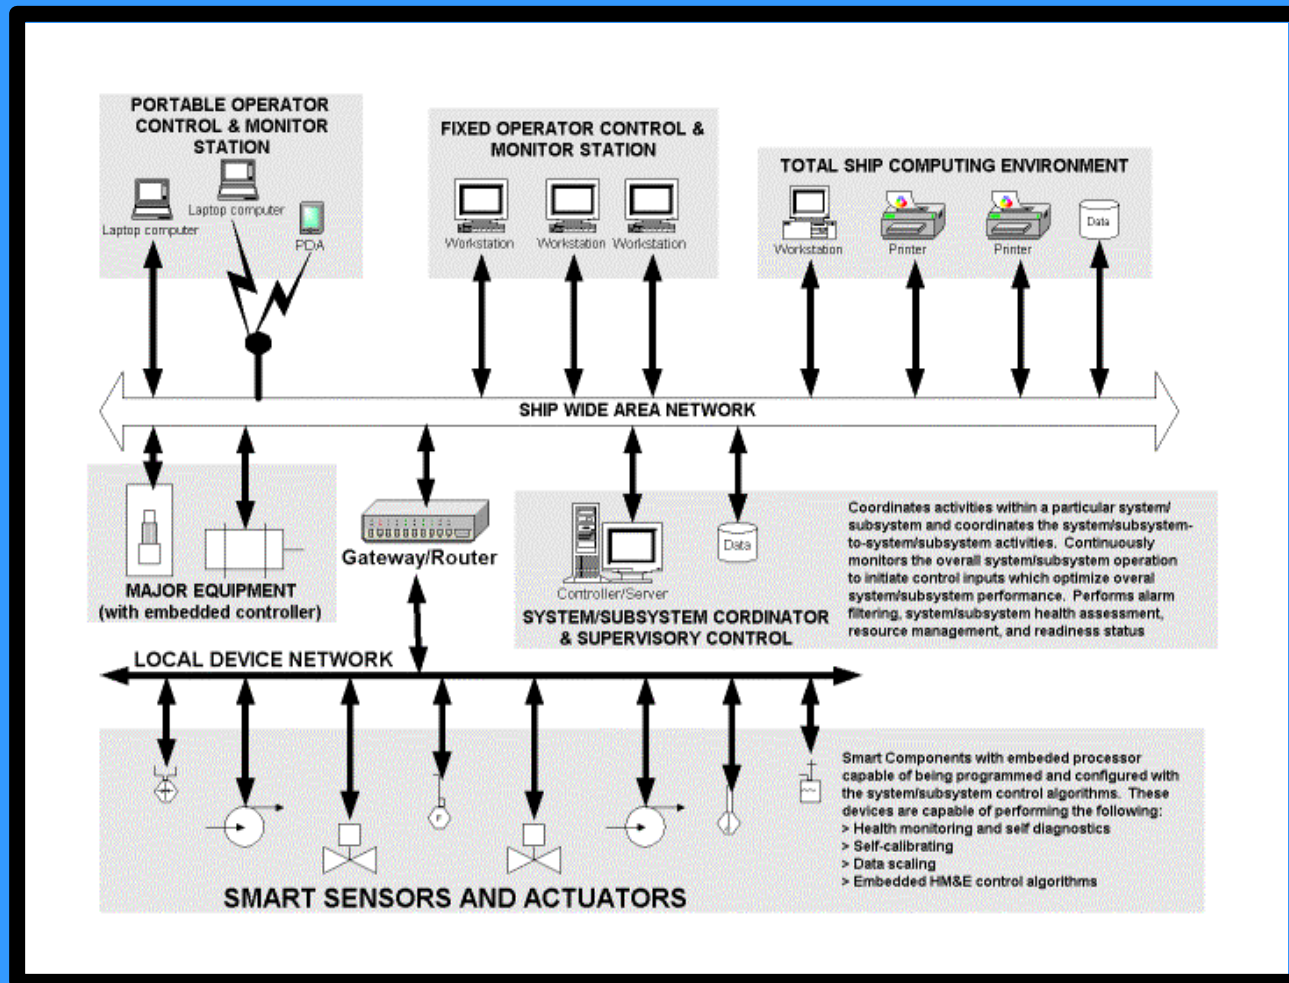 PORTABLE OPERATOR
CONTROL & MONITOR
STATION
Laptop computer
Laptop computer
PDA
FIXED OPERATOR CONTROL &
MONITOR STATION
Workstation
Workstation
Workstation
TOTAL SHIP COMPUTING ENVIRONMENT
Workstation
Printer
Printer
Data
SHIP WIDE AREA NETWORK
MAJOR EQUIPMENT
(with embedded controller)
Gateway/Router
Controller/Server
Data
SYSTEM/SUBSYSTEM CORDINATOR
& SUPERVISORY CONTROL
Coordinates activities within a particular system/
subsystem and coordinates the system/subsystem-
to-system/subsystem activities. Continuously
monitors the overall system/subsystem operation
to initiate control inputs which optimize overal
system/subsystem performance. Performs alarm
filtering, system/subsystem health assessment,
resource management, and readiness status
LOCAL DEVICE NETWORK
F
Smart Components with embeded processor
capable of being programmed and configured with
the system/subsystem control algorithms. These
devices are capable of performing the following:
> Health monitoring and self diagnostics
> Self-calibrating
> Data scaling
> Embedded HM&E control algorithms
SMART SENSORS AND ACTUATORS